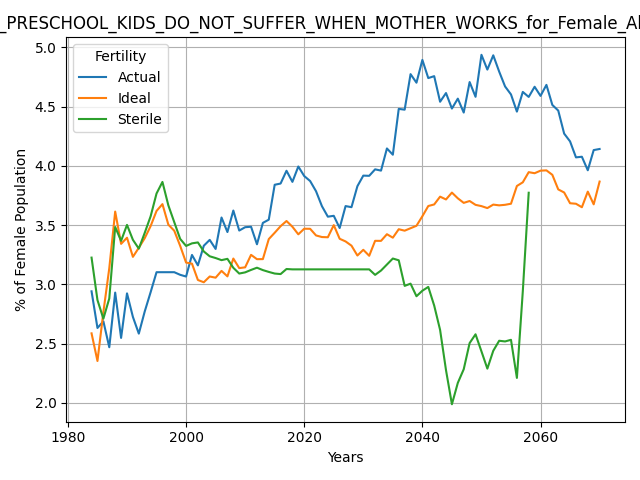 _PRESCHOOL_KIDS_DO_NOT_SUFFER_WHEN_MOTHER_WORKS_for_Female_Al
Fertility
Actual
Ideal
Sterile
% of Female Population
5.0
4.5
4.0
3.5
3.0
2.5
2.0
1980
2000
2020
2040
2060
Years